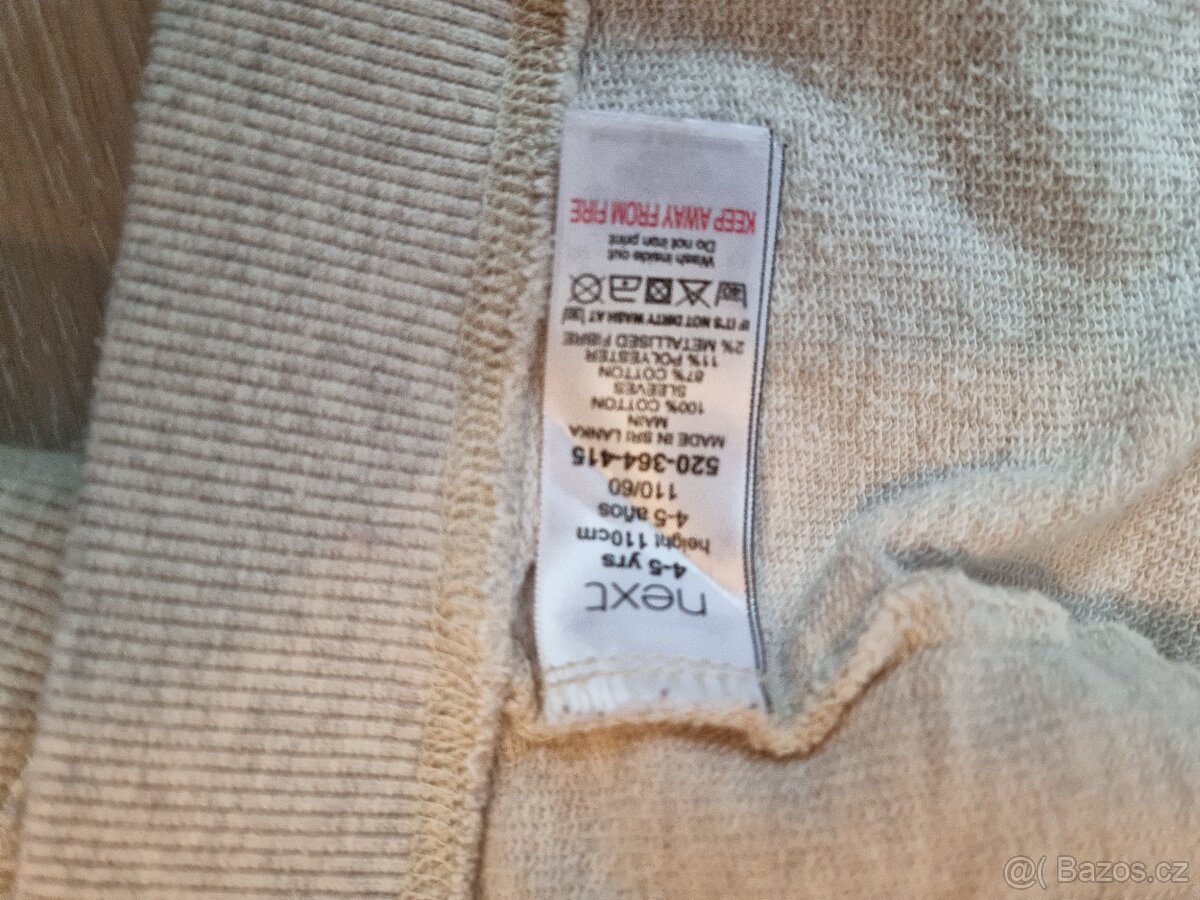 next
4-5 yrs
height 110cm
4-5 años
110/60
520-364-415
MADE IN SRI LANKA
MAIN
100% COTTON
SLEEVES
87% COTTON
11% POLYESTER
2% METALLISED FIBRE
IF IT'S NOT DIRTY WASH AT 30
40
Wash inside out
Do not iron print
KEEP AWAY FROM FIRE
@( Bazos.cz